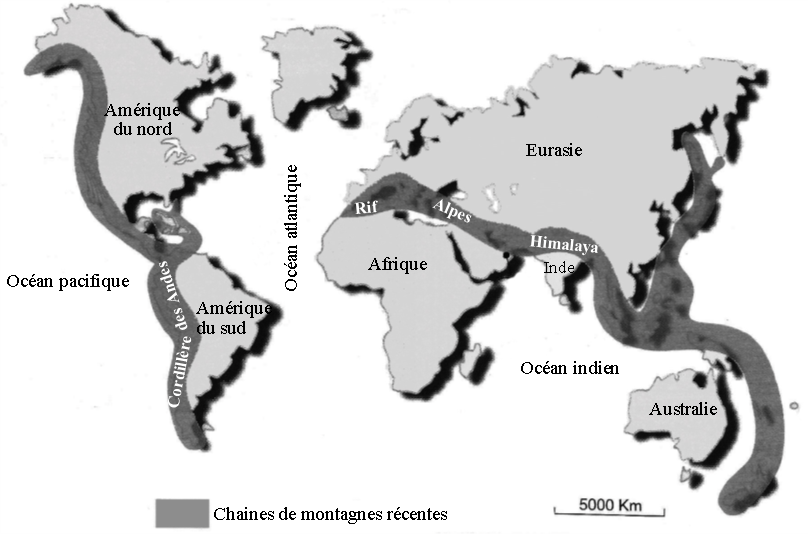 Amérique
du nord
Océan atlantique
Eurasie
Rif
Alpes
Himalaya
Inde
Océan pacifique
Afrique
Cordillère des Andes
Amérique
du sud
Océan indien
Australie
5000 Km
Chaines de montagnes récentes